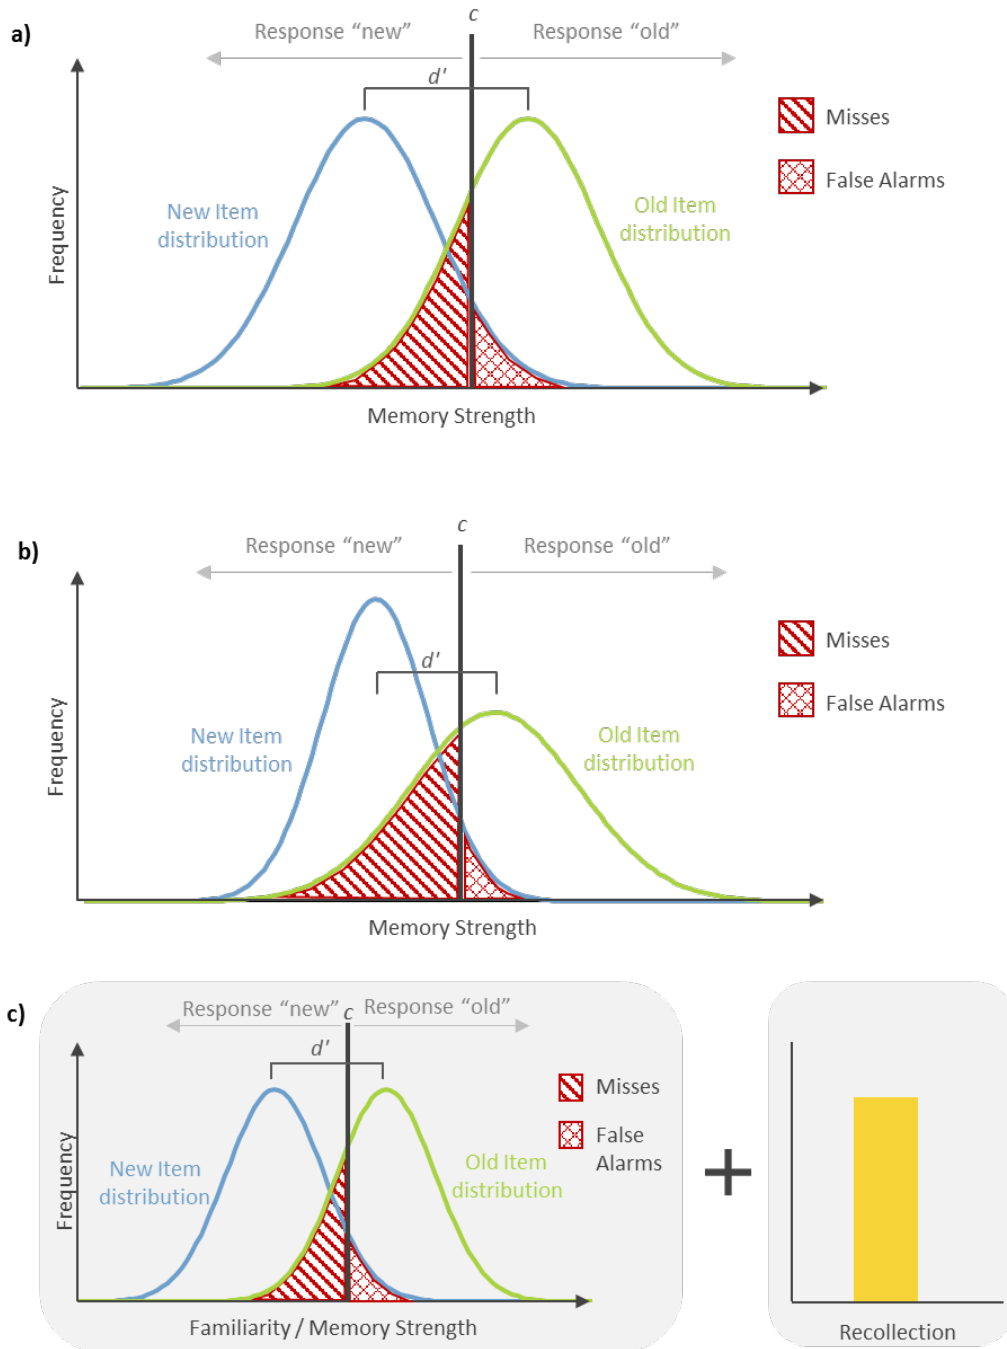 a)
c
Response “new”
Response “old”
d'
Misses
False Alarms
New Item
distribution
Old Item
distribution
Frequency
Memory Strength
b)
c
Response “new”
Response “old”
d'
Misses
False Alarms
New Item
distribution
Old Item
distribution
Frequency
Memory Strength
c)
Response “new”
c
Response “old”
d'
Misses
False
Alarms
New Item
distribution
Old Item
distribution
Frequency
Familiarity / Memory Strength
+
Recollection